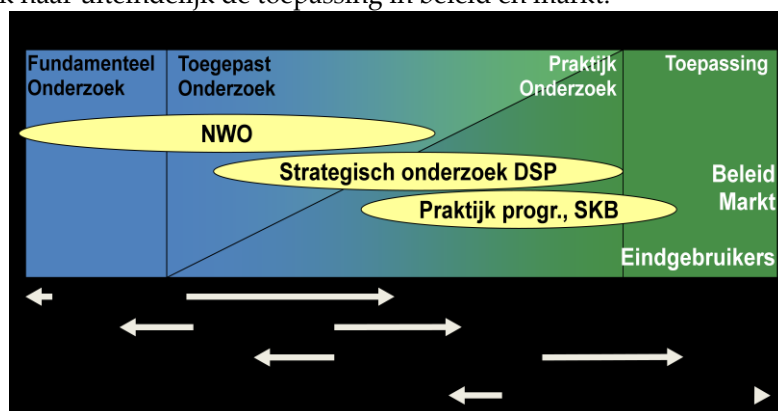 k naar uiteindelijk de toepassing in beleid en markt.
Fundamenteel
Onderzoek
Toegepast
Onderzoek
Praktijk
Onderzoek
Toepassing
NWO
Strategisch onderzoek DSP
Praktijk progr., SKB
Beleid
Markt
Eindgebruikers